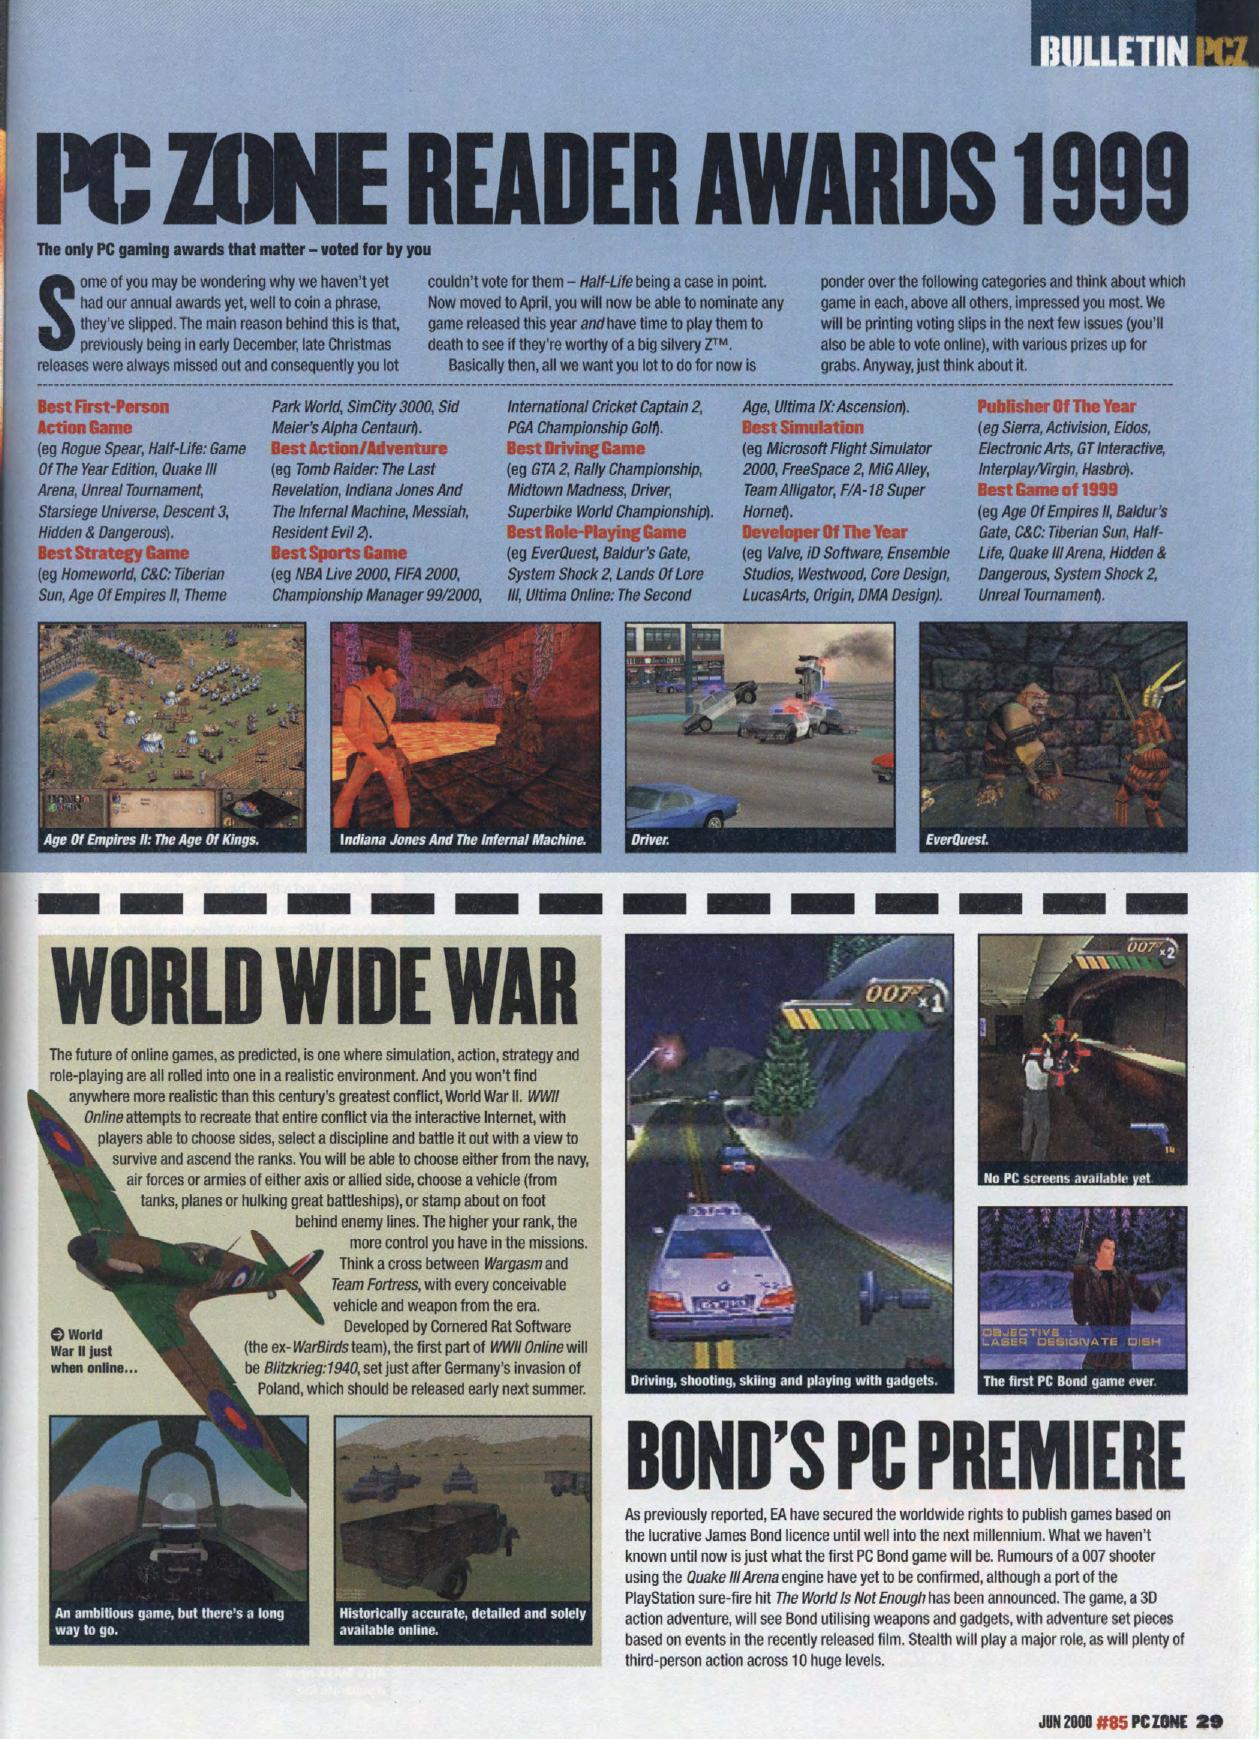 BULLETIN PCZ
PC ZONE READER AWARDS 1999
The only PC gaming awards that matter – voted for by you
Some of you may be wondering why we haven't yet
had our annual awards yet, well to coin a phrase,
they've slipped. The main reason behind this is that,
previously being in early December, late Christmas
releases were always missed out and consequently you lot
couldn't vote for them – Half-Life being a case in point.
Now moved to April, you will now be able to nominate any
game released this year and have time to play them to
death to see if they're worthy of a big silvery Z™.
Basically then, all we want you lot to do for now is
ponder over the following categories and think about which
game in each, above all others, impressed you most. We
will be printing voting slips in the next few issues (you'll
also be able to vote online), with various prizes up for
grabs. Anyway, just think about it.
Best First-Person
Action Game
(eg Rogue Spear, Half-Life: Game
Of The Year Edition, Quake III
Arena, Unreal Tournament,
Starsiege Universe, Descent 3,
Hidden & Dangerous).
Best Strategy Game
(eg Homeworld, C&C: Tiberian
Sun, Age Of Empires II, Theme
Park World, SimCity 3000, Sid
Meier's Alpha Centauri).
Best Action/Adventure
(eg Tomb Raider: The Last
Revelation, Indiana Jones And
The Infernal Machine, Messiah,
Resident Evil 2).
Best Sports Game
(eg NBA Live 2000, FIFA 2000,
Championship Manager 99/2000,
International Cricket Captain 2,
PGA Championship Golf).
Best Driving Game
(eg GTA 2, Rally Championship,
Midtown Madness, Driver,
Superbike World Championship).
Best Role-Playing Game
(eg EverQuest, Baldur's Gate,
System Shock 2, Lands Of Lore
III, Ultima Online: The Second
Age, Ultima IX: Ascension).
Best Simulation
(eg Microsoft Flight Simulator
2000, FreeSpace 2, MiG Alley,
Team Alligator, F/A-18 Super
Hornet).
Developer Of The Year
(eg Valve, iD Software, Ensemble
Studios, Westwood, Core Design,
LucasArts, Origin, DMA Design).
Publisher Of The Year
(eg Sierra, Activision, Eidos,
Electronic Arts, GT Interactive,
Interplay/Virgin, Hasbro).
Best Game of 1999
(eg Age Of Empires II, Baldur's
Gate, C&C: Tiberian Sun, Half-
Life, Quake III Arena, Hidden &
Dangerous, System Shock 2,
Unreal Tournament).
Age Of Empires II: The Age Of Kings.
Indiana Jones And The Infernal Machine.
Driver.
EverQuest.
WORLD WIDE WAR
The future of online games, as predicted, is one where simulation, action, strategy and
role-playing are all rolled into one in a realistic environment. And you won't find
anywhere more realistic than this century's greatest conflict, World War II. WWII
Online attempts to recreate that entire conflict via the interactive Internet, with
players able to choose sides, select a discipline and battle it out with a view to
survive and ascend the ranks. You will be able to choose either from the navy,
air forces or armies of either axis or allied side, choose a vehicle (from
tanks, planes or hulking great battleships), or stamp about on foot
behind enemy lines. The higher your rank, the
more control you have in the missions.
Think a cross between Wargasm and
Team Fortress, with every conceivable
vehicle and weapon from the era.
Developed by Cornered Rat Software
(the ex-WarBirds team), the first part of WWII Online will
be Blitzkrieg:1940, set just after Germany's invasion of
Poland, which should be released early next summer.
World
War II just
when online...
An ambitious game, but there's a long
way to go.
Historically accurate, detailed and solely
available online.
007 x1
Driving, shooting, skiing and playing with gadgets.
007 x2
14
No PC screens available yet.
OBJECTIVE :
LASER DESIGNATE DISH
The first PC Bond game ever.
BOND'S PC PREMIERE
As previously reported, EA have secured the worldwide rights to publish games based on
the lucrative James Bond licence until well into the next millennium. What we haven't
known until now is just what the first PC Bond game will be. Rumours of a 007 shooter
using the Quake III Arena engine have yet to be confirmed, although a port of the
PlayStation sure-fire hit The World Is Not Enough has been announced. The game, a 3D
action adventure, will see Bond utilising weapons and gadgets, with adventure set pieces
based on events in the recently released film. Stealth will play a major role, as will plenty of
third-person action across 10 huge levels.
JUN 2000 #85 PC ZONE 29